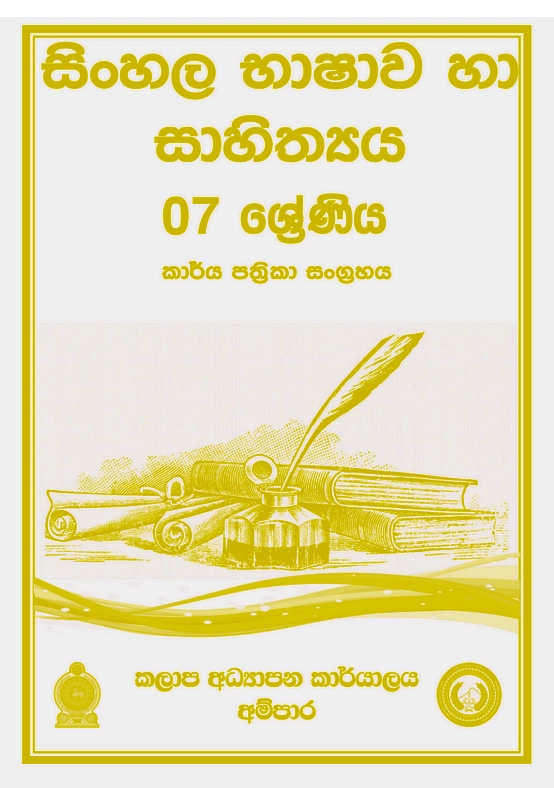 සිංහල භාෂාව හා
සාහිත්‍යය
07 ශ්‍රේණිය
කාර්ය පත්‍රිකා සංග්‍රහය
කලාප අධ්‍යාපන කාර්යාලය
අම්පාර